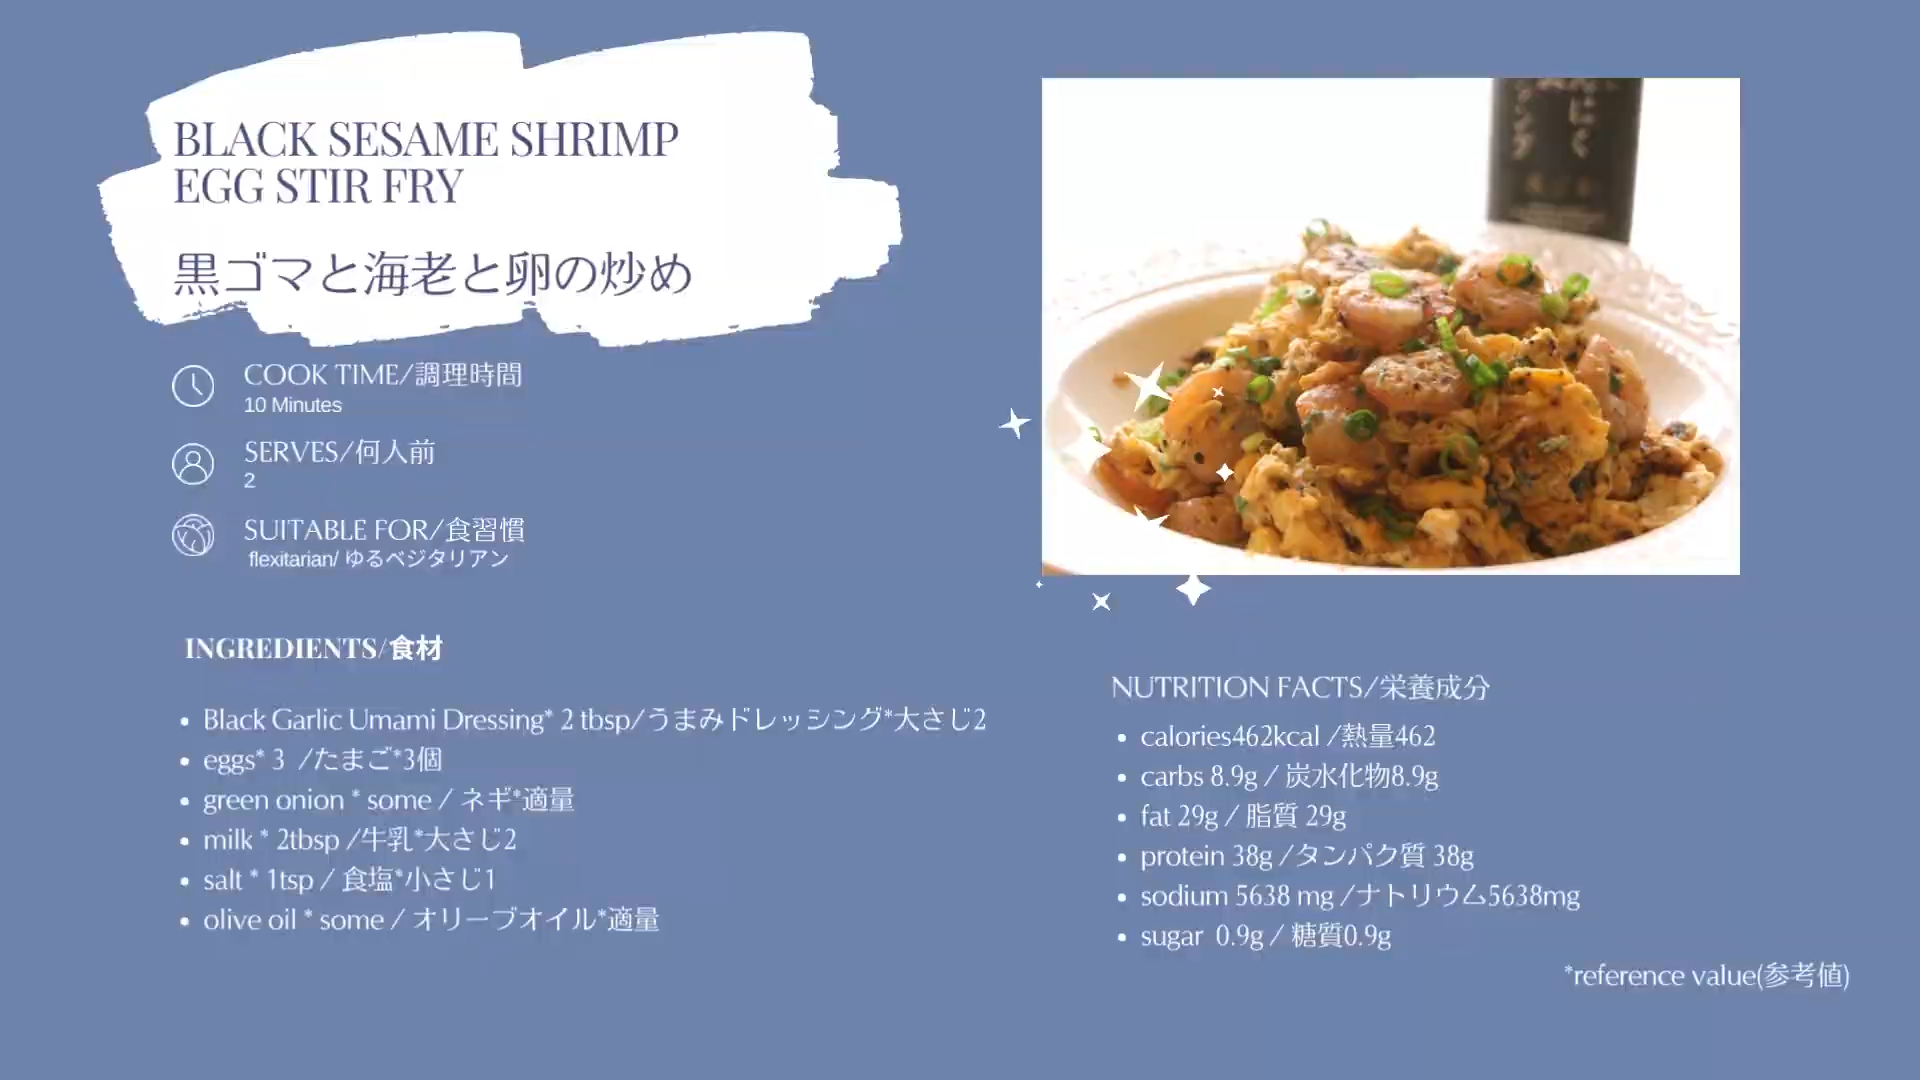 BLACK SESAME SHRIMP
EGG STIR FRY
黒ゴマと海老と卵の炒め
COOK TIME/調理時間
10 Minutes
SERVES/何人前
2
SUITABLE FOR/食習慣
flexitarian/ ゆるベジタリアン
INGREDIENTS/食材
• Black Garlic Umami Dressing* 2 tbsp/うまみドレッシング*大さじ2
• eggs* 3 /たまご*3個
• green onion * some / ネギ*適量
• milk * 2tbsp /牛乳*大さじ2
• salt * 1tsp / 食塩*小さじ1
• olive oil * some / オリーブオイル*適量
にく
NUTRITION FACTS/栄養成分
• calories462kcal /熱量462
• carbs 8.9g / 炭水化物8.9g
• fat 29g / 脂質 29g
• protein 38g /タンパク質 38g
• sodium 5638 mg /ナトリウム5638mg
• sugar 0.9g / 糖質0.9g
*reference value(参考値)